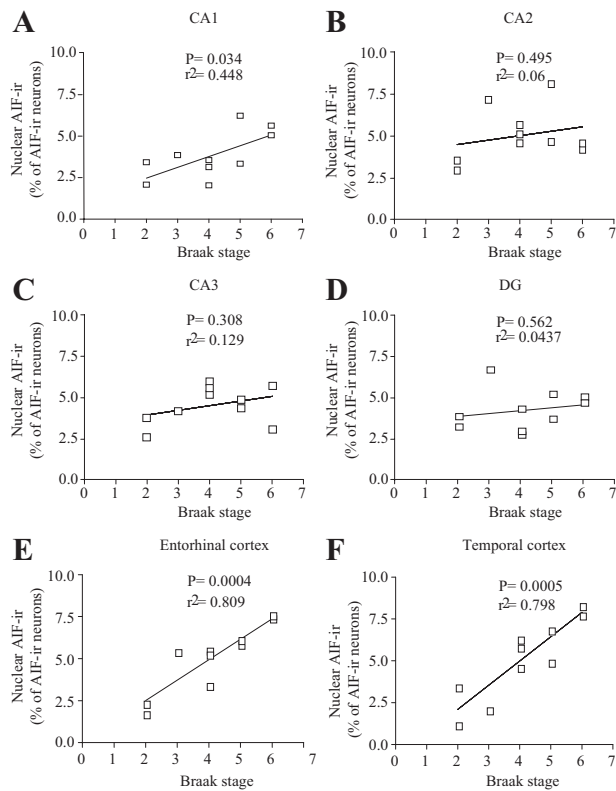 A
CA1
P= 0.034
r2= 0.448
Nuclear AIF-ir
(% of AIF-ir neurons)
10.0
7.5
5.0
2.5
0.0
0 1 2 3 4 5 6 7
Braak stage
B
CA2
P= 0.495
r2= 0.06
Nuclear AIF-ir
(% of AIF-ir neurons)
10.0
7.5
5.0
2.5
0.0
0 1 2 3 4 5 6 7
Braak stage
C
CA3
P= 0.308
r2= 0.129
Nuclear AIF-ir
(% of AIF-ir neurons)
10.0
7.5
5.0
2.5
0.0
0 1 2 3 4 5 6 7
Braak stage
D
DG
P= 0.562
r2= 0.0437
Nuclear AIF-ir
(% of AIF-ir neurons)
10.0
7.5
5.0
2.5
0.0
0 1 2 3 4 5 6 7
Braak stage
E
Entorhinal cortex
P= 0.0004
r2= 0.809
Nuclear AIF-ir
(% of AIF-ir neurons)
10.0
7.5
5.0
2.5
0.0
0 1 2 3 4 5 6 7
Braak stage
F
Temporal cortex
P= 0.0005
r2= 0.798
Nuclear AIF-ir
(% of AIF-ir neurons)
10.0
7.5
5.0
2.5
0.0
0 1 2 3 4 5 6 7
Braak stage